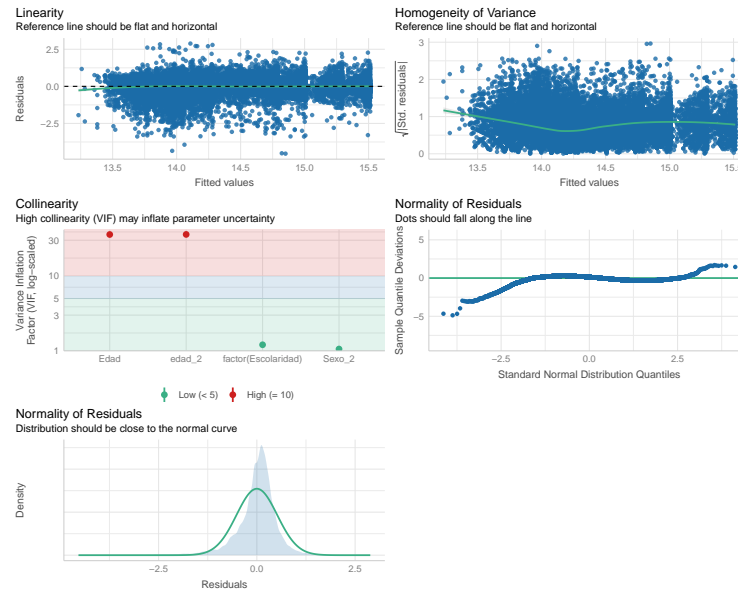 Linearity
Reference line should be flat and horizontal
2.5
0.0
−2.5
Residuals
13.5 14.0 14.5 15.0 15.5
Fitted values
Homogeneity of Variance
Reference line should be flat and horizontal
3
2
1
0
√|Std. residuals|
13.5 14.0 14.5 15.0 15.5
Fitted values
Collinearity
High collinearity (VIF) may inflate parameter uncertainty
30
10
5
3
1
Variance Inflation
Factor (VIF, log−scaled)
Edad edad_2 factor(Escolaridad) Sexo_2
Low (< 5) High (= 10)
Normality of Residuals
Dots should fall along the line
5
0
−5
Sample Quantile Deviations
−2.5 0.0 2.5
Standard Normal Distribution Quantiles
Normality of Residuals
Distribution should be close to the normal curve
Density
−2.5 0.0 2.5
Residuals